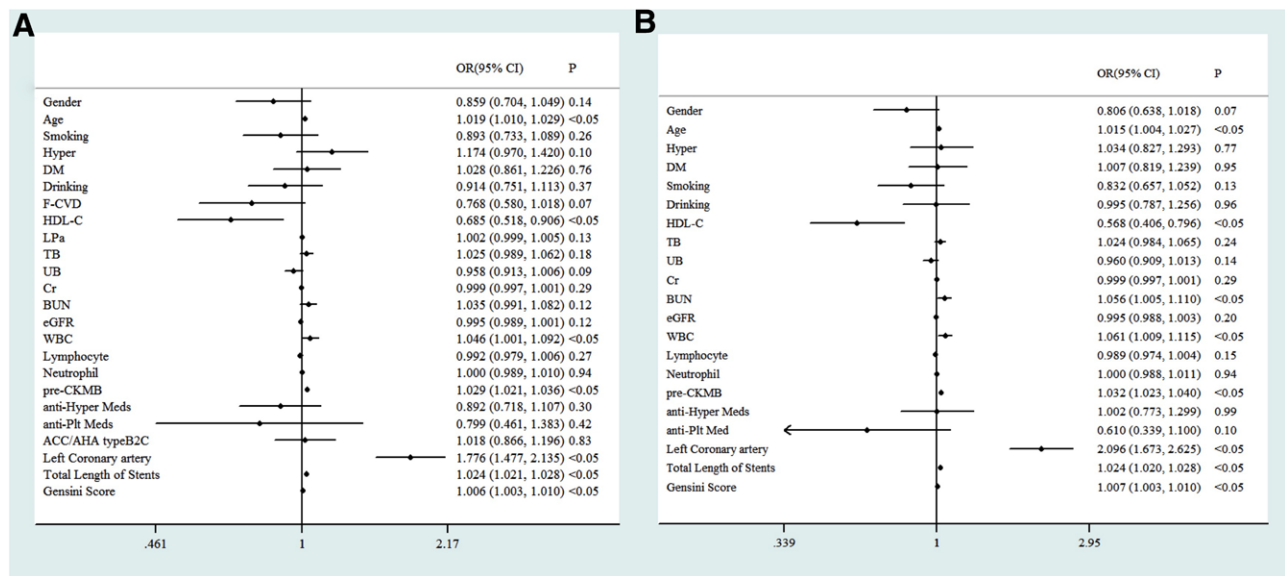 A
OR(95% CI) P
Gender 0.859 (0.704, 1.049) 0.14
Age 1.019 (1.010, 1.029) <0.05
Smoking 0.893 (0.733, 1.089) 0.26
Hyper 1.174 (0.970, 1.420) 0.10
DM 1.028 (0.861, 1.226) 0.76
Drinking 0.914 (0.751, 1.113) 0.37
F-CVD 0.768 (0.580, 1.018) 0.07
HDL-C 0.685 (0.518, 0.906) <0.05
LPa 1.002 (0.999, 1.005) 0.13
TB 1.025 (0.989, 1.062) 0.18
UB 0.958 (0.913, 1.006) 0.09
Cr 0.999 (0.997, 1.001) 0.29
BUN 1.035 (0.991, 1.082) 0.12
eGFR 0.995 (0.989, 1.001) 0.12
WBC 1.046 (1.001, 1.092) <0.05
Lymphocyte 0.992 (0.979, 1.006) 0.27
Neutrophil 1.000 (0.989, 1.010) 0.94
pre-CKMB 1.029 (1.021, 1.036) <0.05
anti-Hyper Meds 0.892 (0.718, 1.107) 0.30
anti-Plt Meds 0.799 (0.461, 1.383) 0.42
ACC/AHA typeB2C 1.018 (0.866, 1.196) 0.83
Left Coronary artery 1.776 (1.477, 2.135) <0.05
Total Length of Stents 1.024 (1.021, 1.028) <0.05
Gensini Score 1.006 (1.003, 1.010) <0.05
.461 1 2.17
B
OR(95% CI) P
Gender 0.806 (0.638, 1.018) 0.07
Age 1.015 (1.004, 1.027) <0.05
Hyper 1.034 (0.827, 1.293) 0.77
DM 1.007 (0.819, 1.239) 0.95
Smoking 0.832 (0.657, 1.052) 0.13
Drinking 0.995 (0.787, 1.256) 0.96
HDL-C 0.568 (0.406, 0.796) <0.05
TB 1.024 (0.984, 1.065) 0.24
UB 0.960 (0.909, 1.013) 0.14
Cr 0.999 (0.997, 1.001) 0.29
BUN 1.056 (1.005, 1.110) <0.05
eGFR 0.995 (0.988, 1.003) 0.20
WBC 1.061 (1.009, 1.115) <0.05
Lymphocyte 0.989 (0.974, 1.004) 0.15
Neutrophil 1.000 (0.988, 1.011) 0.94
pre-CKMB 1.032 (1.023, 1.040) <0.05
anti-Hyper Meds 1.002 (0.773, 1.299) 0.99
anti-Plt Med 0.610 (0.339, 1.100) 0.10
Left Coronary artery 2.096 (1.673, 2.625) <0.05
Total Length of Stents 1.024 (1.020, 1.028) <0.05
Gensini Score 1.007 (1.003, 1.010) <0.05
.339 1 2.95